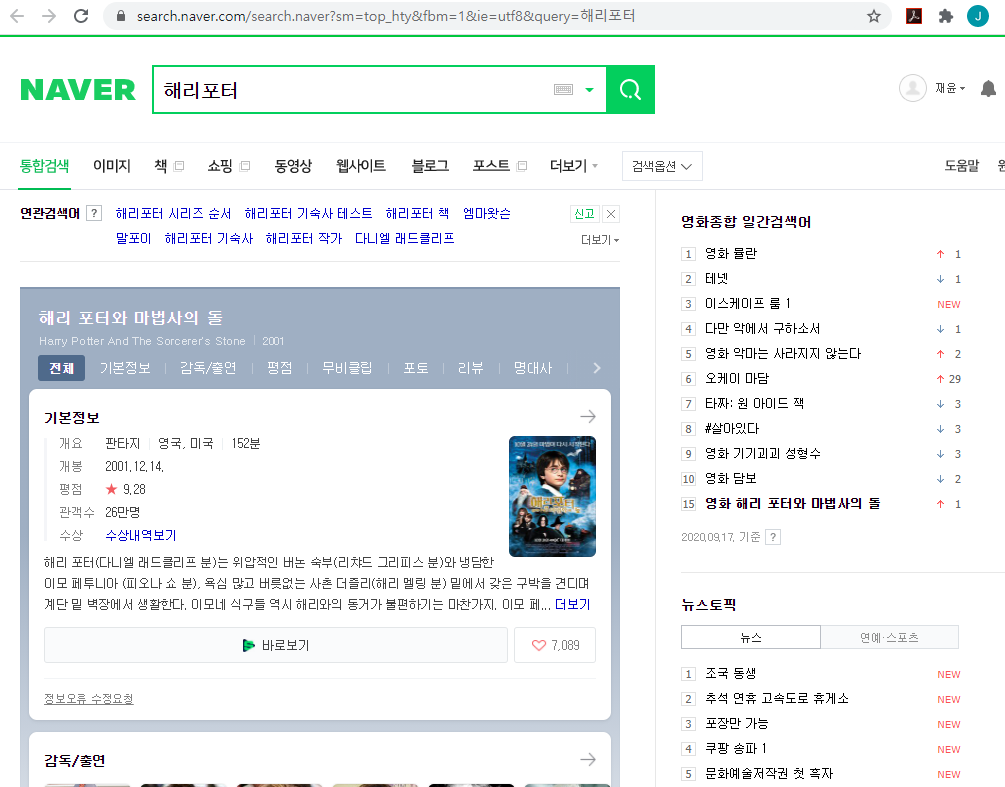 search.naver.com/search.naver?sm=top_hty&fbm=1&ie=utf8&query=해리포터
J
NAVER
해리포터
재윤
통합검색 이미지 책 쇼핑 동영상 웹사이트 블로그 포스트 더보기 검색옵션 도움말
연관검색어 ? 해리포터 시리즈 순서 해리포터 기숙사 테스트 해리포터 책 엠마왓슨 신고
말포이 해리포터 기숙사 해리포터 작가 다니엘 래드클리프 더보기
해리 포터와 마법사의 돌
Harry Potter And The Sorcerer's Stone 2001
전체 기본정보 감독/출연 평점 무비클립 포토 리뷰 명대사
기본정보
개요 판타지 영국, 미국 152분
개봉 2001.12.14.
평점 ★ 9.28
관객수 26만명
수상 수상내역보기
해리포터
해리 포터(다니엘 래드클리프 분)는 위압적인 버논 숙부(리챠드 그리피스 분)와 냉담한
이모 페투니아 (피오나 쇼 분), 욕심 많고 버릇없는 사촌 더즐리(해리 멜링 분) 밑에서 갖은 구박을 견디며
계단 밑 벽장에서 생활한다. 이모네 식구들 역시 해리와의 동거가 불편하기는 마찬가지. 이모 페... 더보기
바로보기 7,089
정보오류 수정요청
감독/출연
영화종합 일간검색어
1 영화 뮬란 ↑ 1
2 테넷 ↓ 1
3 이스케이프 룸 1 NEW
4 다만 악에서 구하소서 ↓ 1
5 영화 악마는 사라지지 않는다 ↑ 2
6 오케이 마담 ↑ 29
7 타짜: 원 아이드 잭 ↓ 3
8 #살아있다 ↓ 3
9 영화 기기괴괴 성형수 ↓ 3
10 영화 담보 ↓ 2
15 영화 해리 포터와 마법사의 돌 ↑ 1
2020.09.17. 기준 ?
뉴스토픽
뉴스 연예·스포츠
1 조국 동생 NEW
2 추석 연휴 고속도로 휴게소 NEW
3 포장만 가능 NEW
4 쿠팡 송파 1 NEW
5 문화예술저작권 첫 흑자 NEW